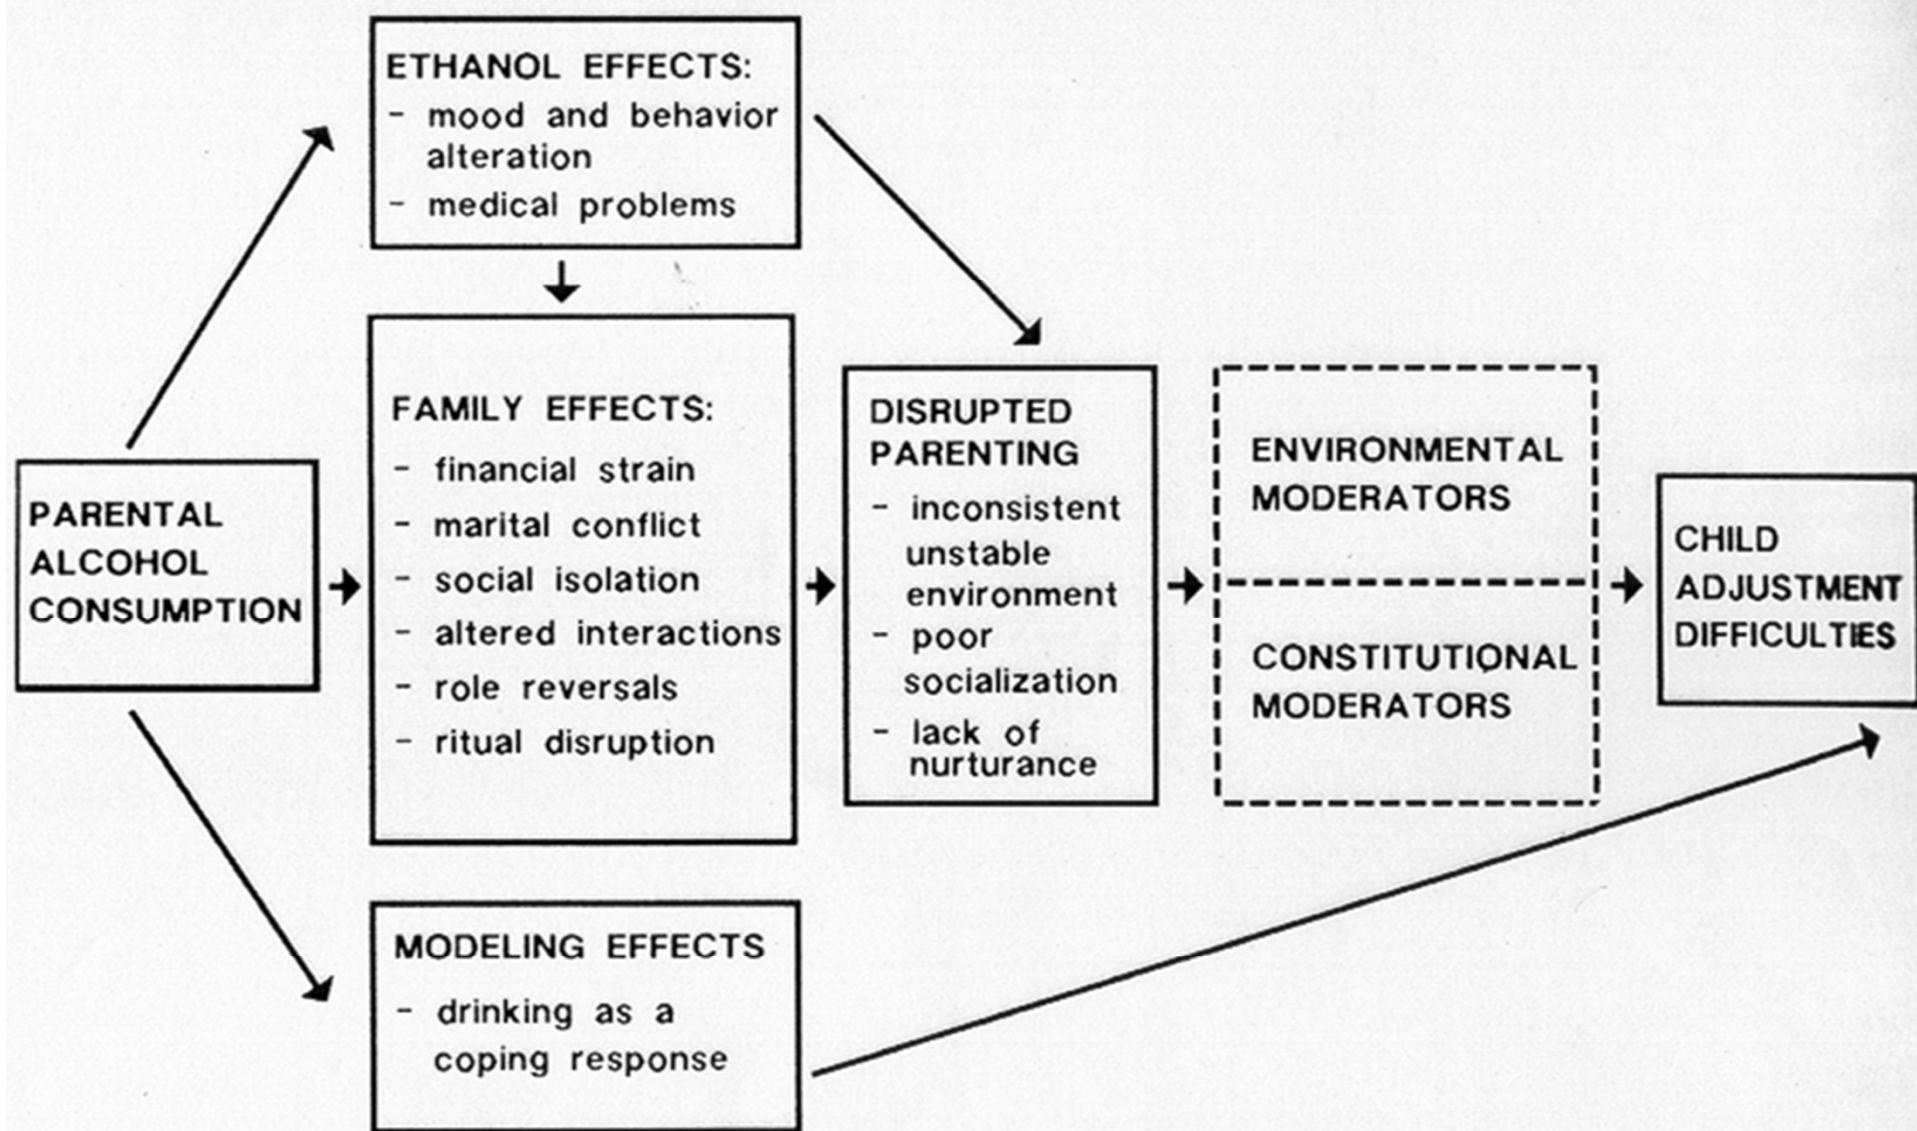 ETHANOL EFFECTS:
- mood and behavior
alteration
- medical problems
FAMILY EFFECTS:
- financial strain
- marital conflict
- social isolation
- altered interactions
- role reversals
- ritual disruption
PARENTAL
ALCOHOL
CONSUMPTION
DISRUPTED
PARENTING
- inconsistent
unstable
environment
- poor
socialization
- lack of
nurturance
ENVIRONMENTAL
MODERATORS
CONSTITUTIONAL
MODERATORS
CHILD
ADJUSTMENT
DIFFICULTIES
MODELING EFFECTS
- drinking as a
coping response